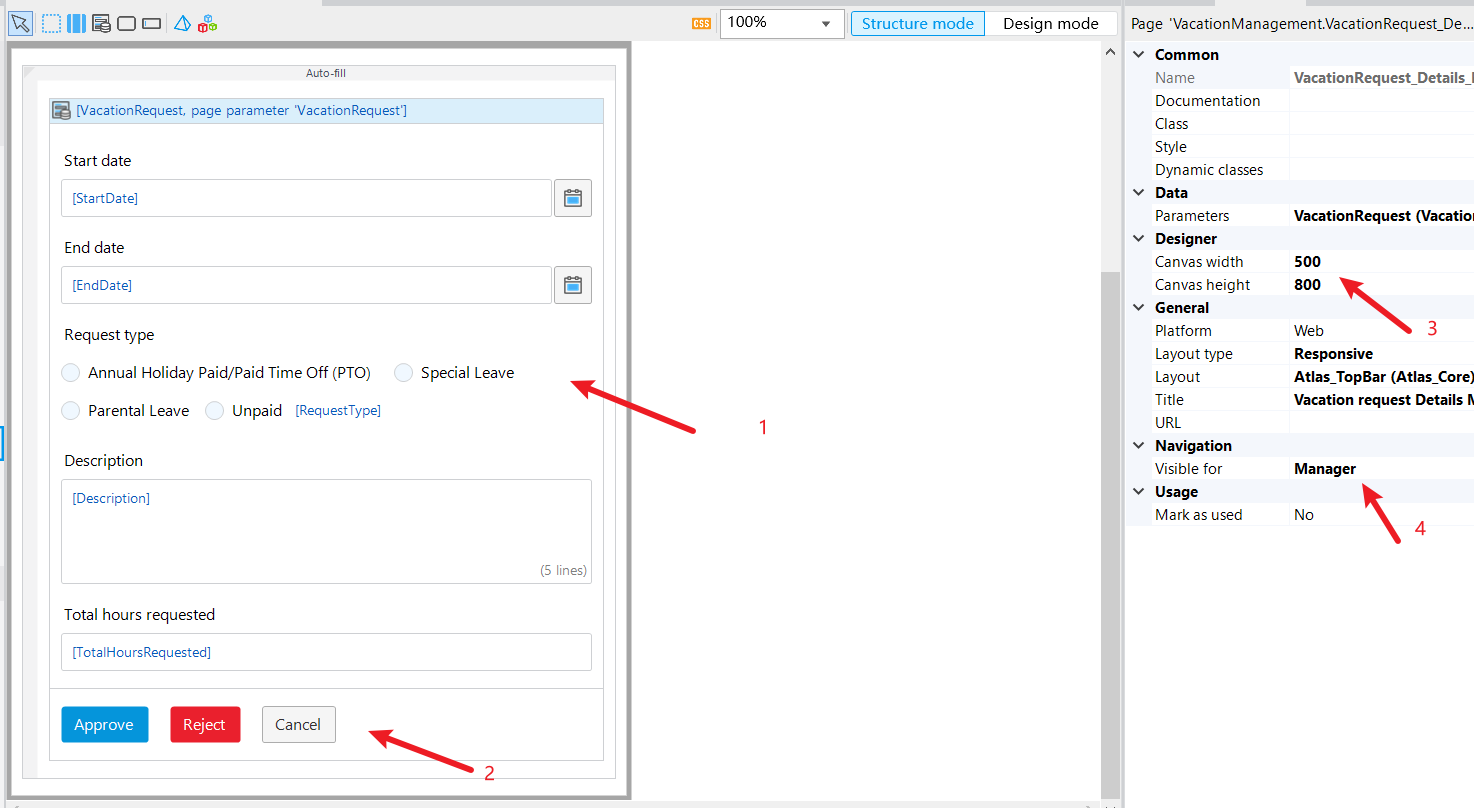 CSS 100% Structure mode Design mode
Auto-fill
[VacationRequest, page parameter 'VacationRequest']
Start date
[StartDate]
End date
[EndDate]
Request type
Annual Holiday Paid/Paid Time Off (PTO) Special Leave
Parental Leave Unpaid [RequestType]
1
Description
[Description]
(5 lines)
Total hours requested
[TotalHoursRequested]
Approve Reject Cancel
2
Page 'VacationManagement.VacationRequest_De...
Common
Name VacationRequest_Details_
Documentation
Class
Style
Dynamic classes
Data
Parameters VacationRequest (Vacatio
Designer
Canvas width 500
Canvas height 800
3
General
Platform Web
Layout type Responsive
Layout Atlas_TopBar (Atlas_Core)
Title Vacation request Details M
URL
Navigation
Visible for Manager
Usage
Mark as used No
4